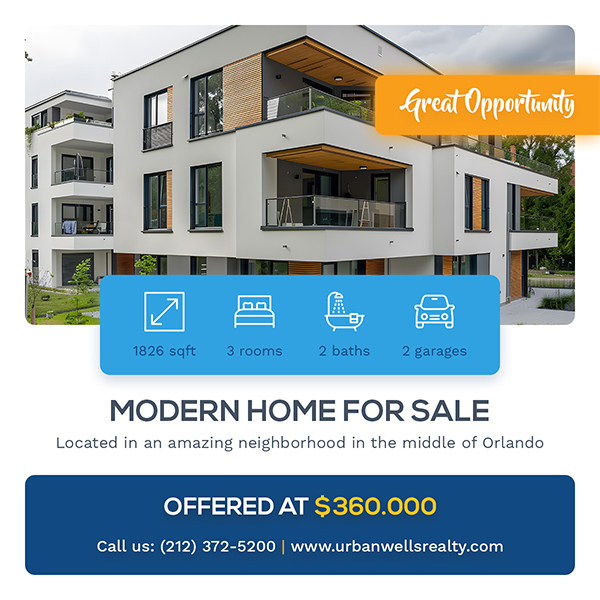 Great Opportunity
1826 sqft
3 rooms
2 baths
2 garages
MODERN HOME FOR SALE
Located in an amazing neighborhood in the middle of Orlando
OFFERED AT $360.000
Call us: (212) 372-5200 | www.urbanwellsrealty.com